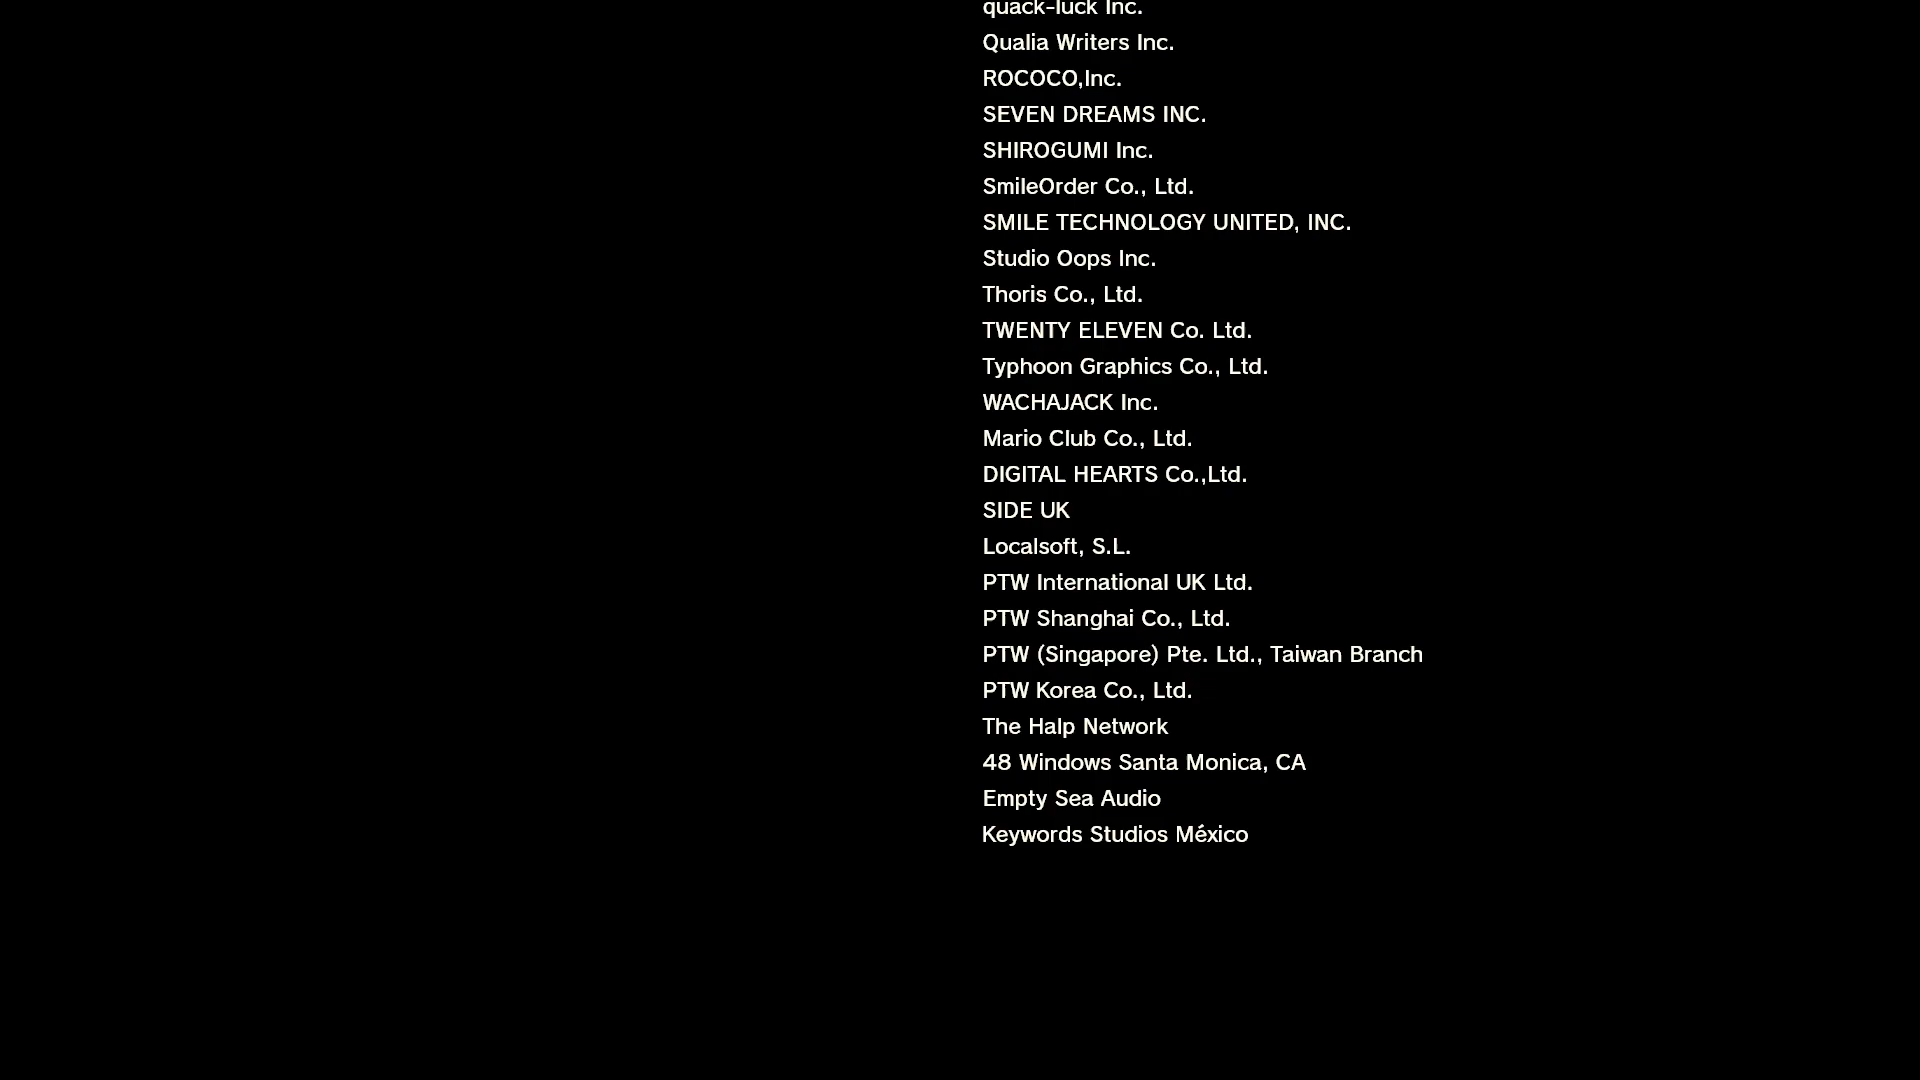 quack-luck Inc.
Qualia Writers Inc.
ROCOCO,Inc.
SEVEN DREAMS INC.
SHIROGUMI Inc.
SmileOrder Co., Ltd.
SMILE TECHNOLOGY UNITED, INC.
Studio Oops Inc.
Thoris Co., Ltd.
TWENTY ELEVEN Co. Ltd.
Typhoon Graphics Co., Ltd.
WACHAJACK Inc.
Mario Club Co., Ltd.
DIGITAL HEARTS Co.,Ltd.
SIDE UK
Localsoft, S.L.
PTW International UK Ltd.
PTW Shanghai Co., Ltd.
PTW (Singapore) Pte. Ltd., Taiwan Branch
PTW Korea Co., Ltd.
The Halp Network
48 Windows Santa Monica, CA
Empty Sea Audio
Keywords Studios México